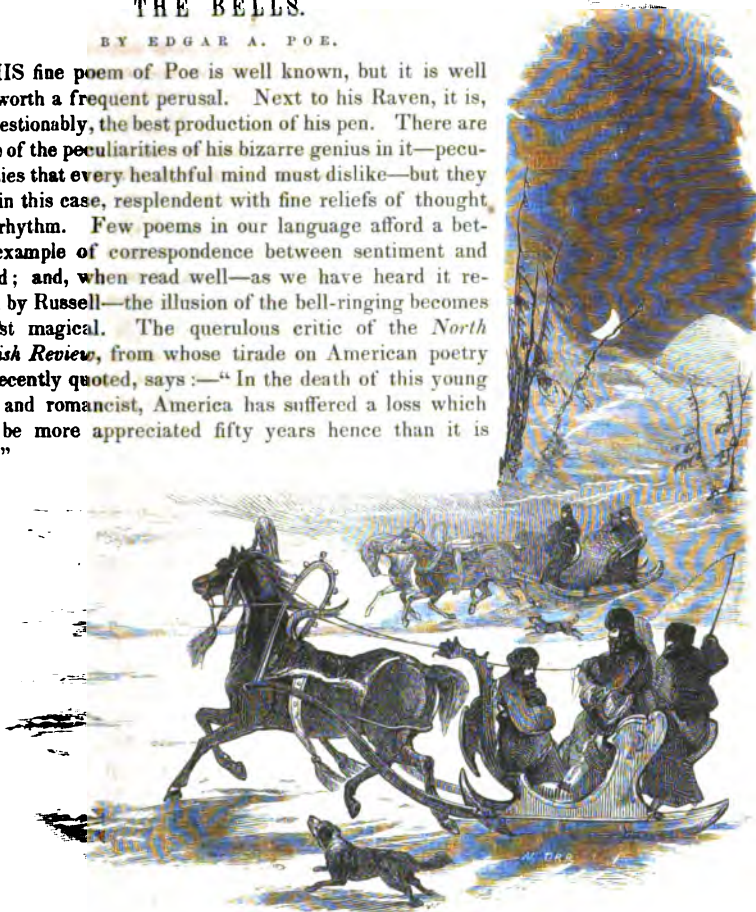 THE BELLS.
BY EDGAR A. POE.
HIS fine poem of Poe is well known, but it is well
worth a frequent perusal. Next to his Raven, it is,
estionably, the best production of his pen. There are
e of the peculiarities of his bizarre genius in it—pecu-
ies that every healthful mind must dislike—but they
in this case, resplendent with fine reliefs of thought
rhythm. Few poems in our language afford a bet-
example of correspondence between sentiment and
d; and, when read well—as we have heard it re-
by Russell—the illusion of the bell-ringing becomes
st magical. The querulous critic of the North
ish Review, from whose tirade on American poetry
ecently quoted, says:—“In the death of this young
and romancist, America has suffered a loss which
be more appreciated fifty years hence than it is
”
N. ORR